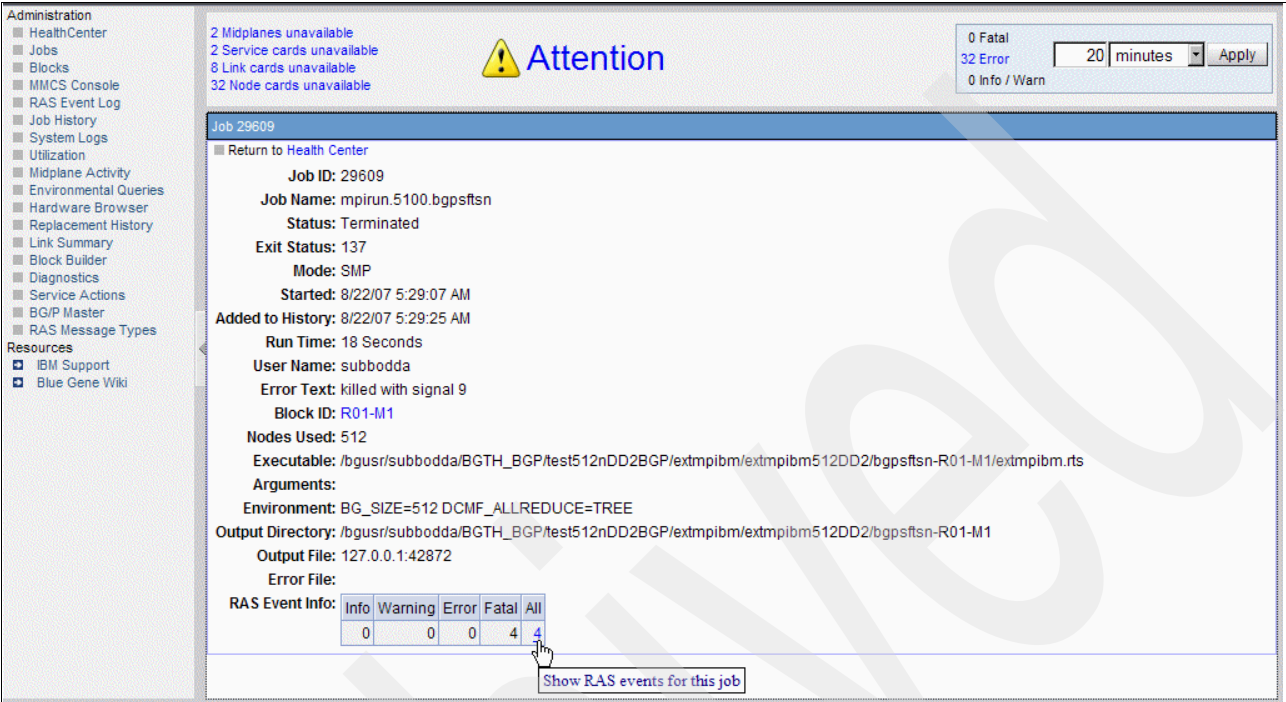 Administration
HealthCenter
Jobs
Blocks
MMCS Console
RAS Event Log
Job History
System Logs
Utilization
Midplane Activity
Environmental Queries
Hardware Browser
Replacement History
Link Summary
Block Builder
Diagnostics
Service Actions
BG/P Master
RAS Message Types
Resources
IBM Support
Blue Gene Wiki
2 Midplanes unavailable
2 Service cards unavailable
8 Link cards unavailable
32 Node cards unavailable
Attention
0 Fatal
32 Error
0 Info / Warn
20 minutes Apply
Job 29609
Return to Health Center
Job ID: 29609
Job Name: mpirun.5100.bgpsftsn
Status: Terminated
Exit Status: 137
Mode: SMP
Started: 8/22/07 5:29:07 AM
Added to History: 8/22/07 5:29:25 AM
Run Time: 18 Seconds
User Name: subbodda
Error Text: killed with signal 9
Block ID: R01-M1
Nodes Used: 512
Executable: /bgusr/subbodda/BGTH_BGP/test512nDD2BGP/extmpibm/extmpibm512DD2/bgpsftsn-R01-M1/extmpibm.rts
Arguments:
Environment: BG_SIZE=512 DCMF_ALLREDUCE=TREE
Output Directory: /bgusr/subbodda/BGTH_BGP/test512nDD2BGP/extmpibm/extmpibm512DD2/bgpsftsn-R01-M1
Output File: 127.0.0.1:42872
Error File:
RAS Event Info: Info Warning Error Fatal All
0 0 0 4 4
Show RAS events for this job